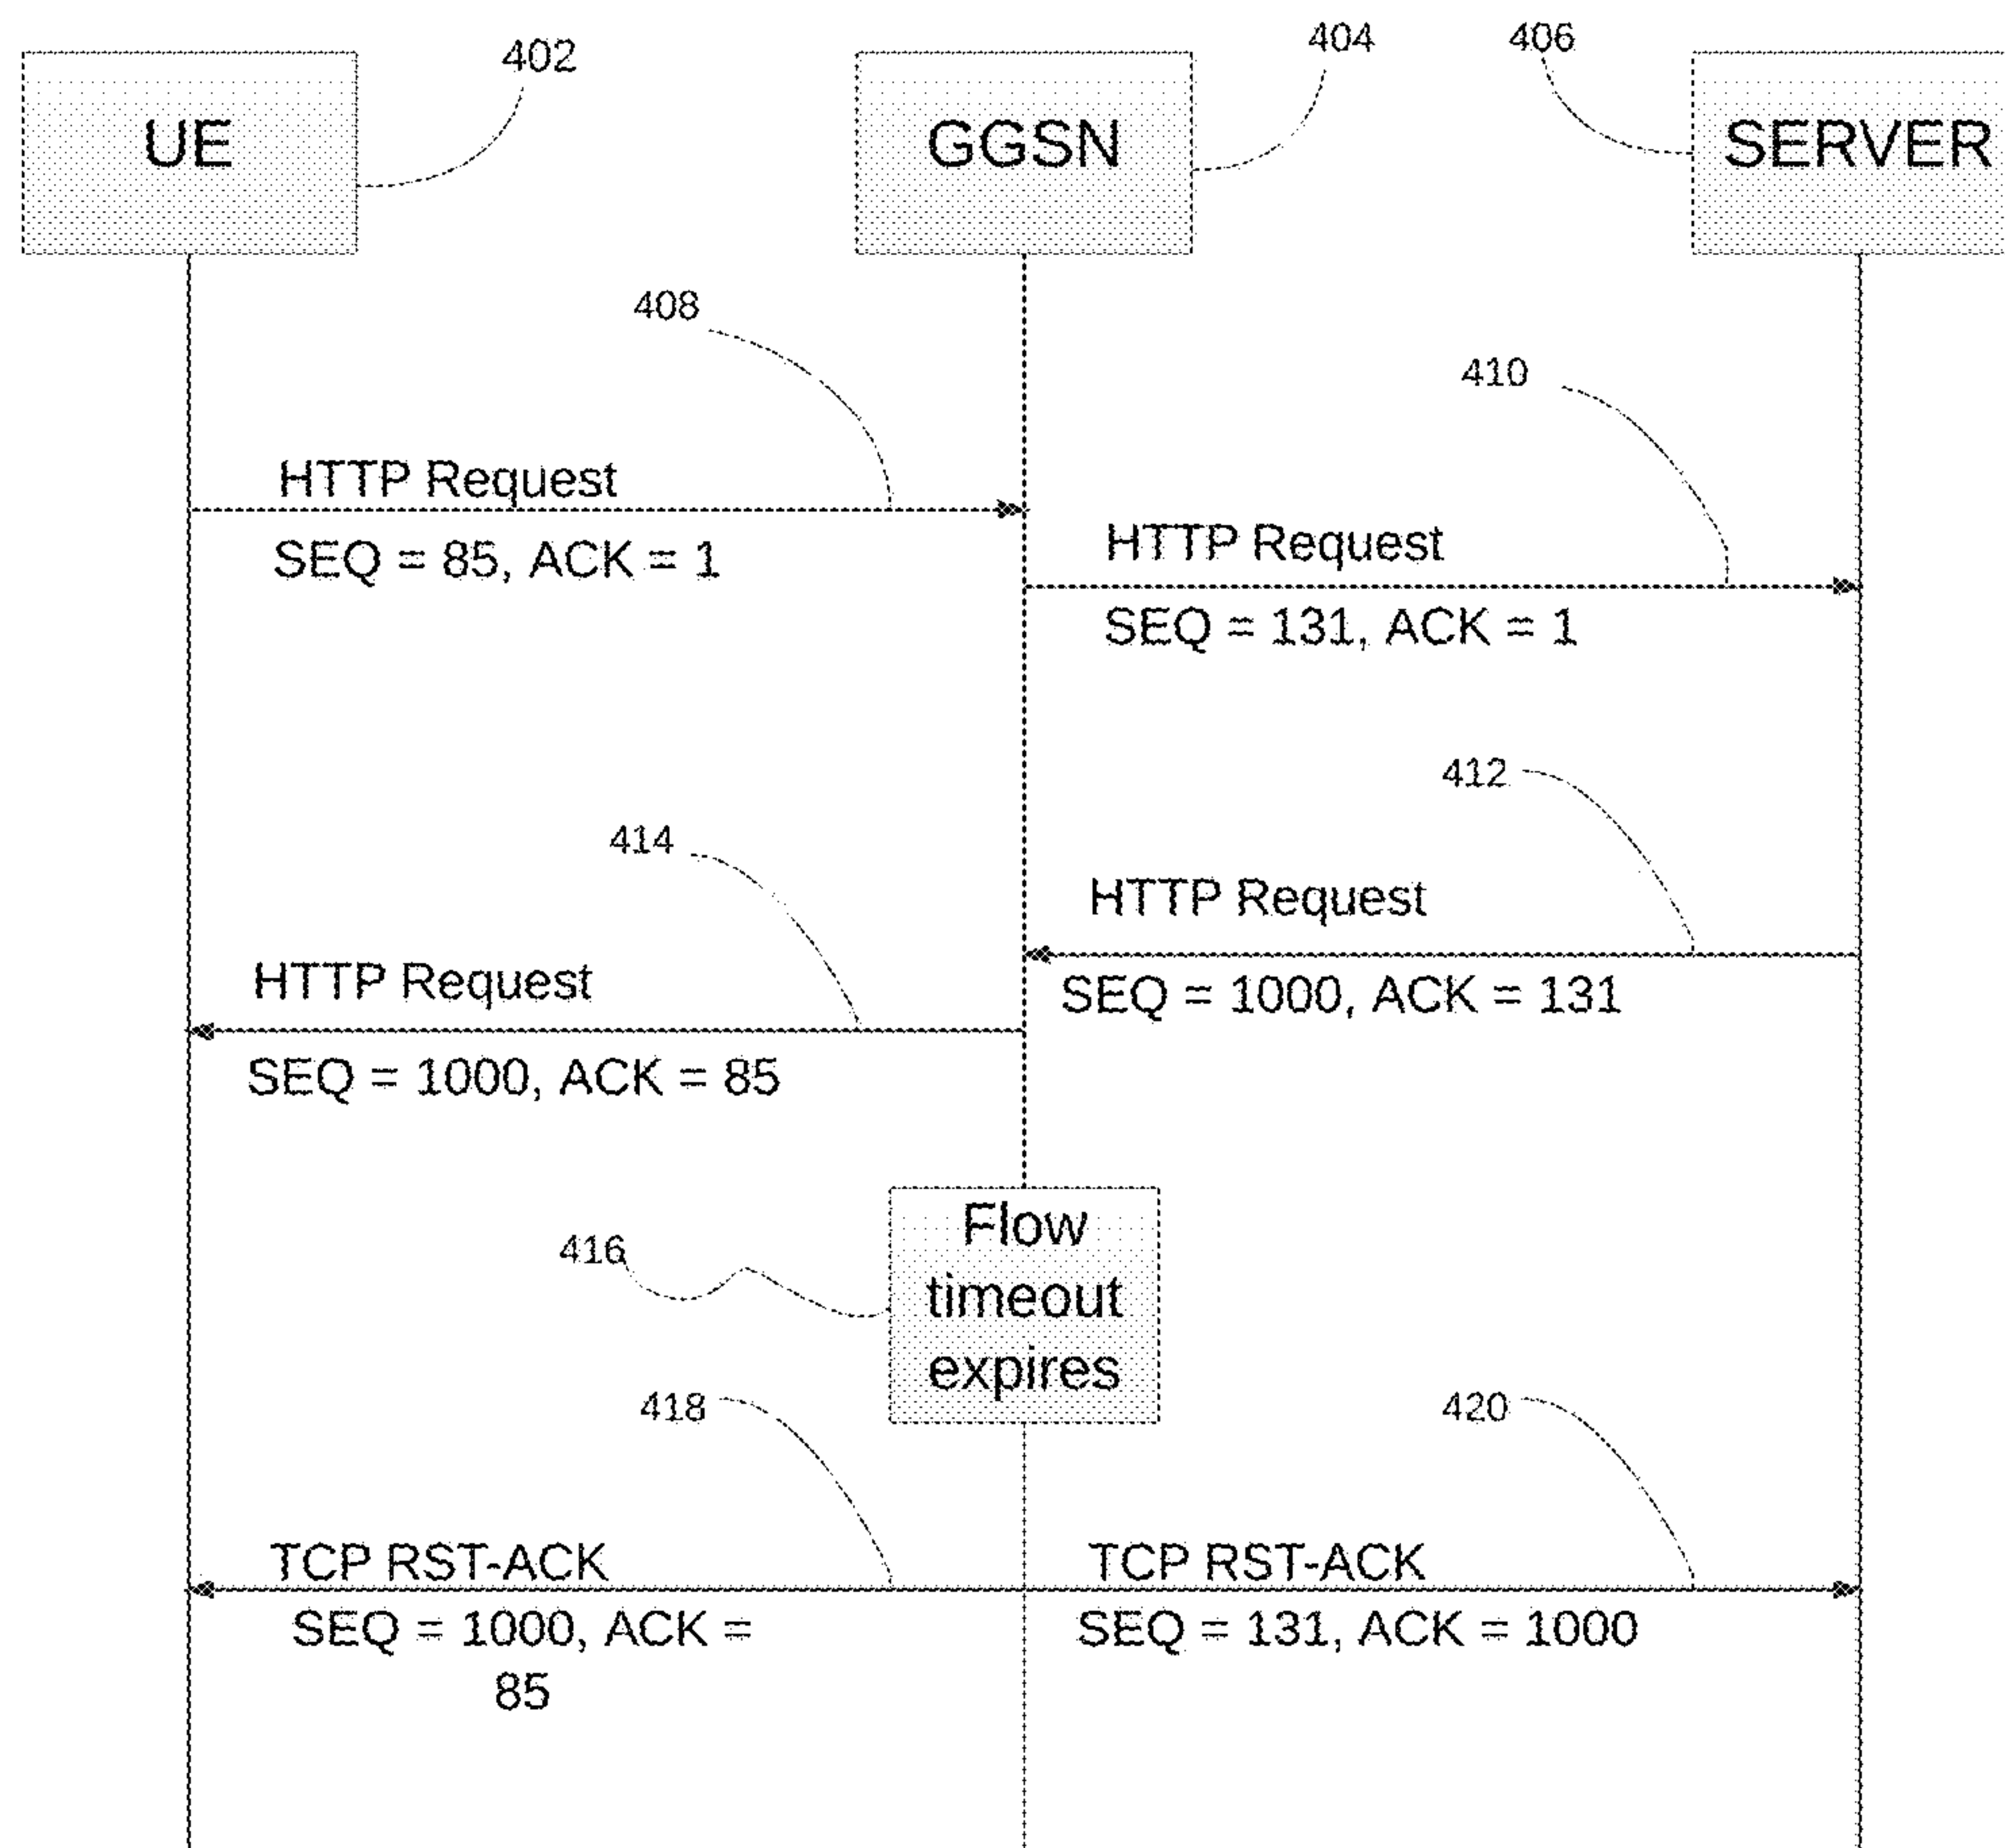 402
404
406
UE
GGSN
SERVER
408
410
HTTP Request
SEQ = 85, ACK = 1
HTTP Request
SEQ = 131, ACK = 1
412
414
HTTP Request
SEQ = 1000, ACK = 131
HTTP Request
SEQ = 1000, ACK = 85
416
Flow
timeout
expires
418
420
TCP RST-ACK
SEQ = 1000, ACK =
85
TCP RST-ACK
SEQ = 131, ACK = 1000